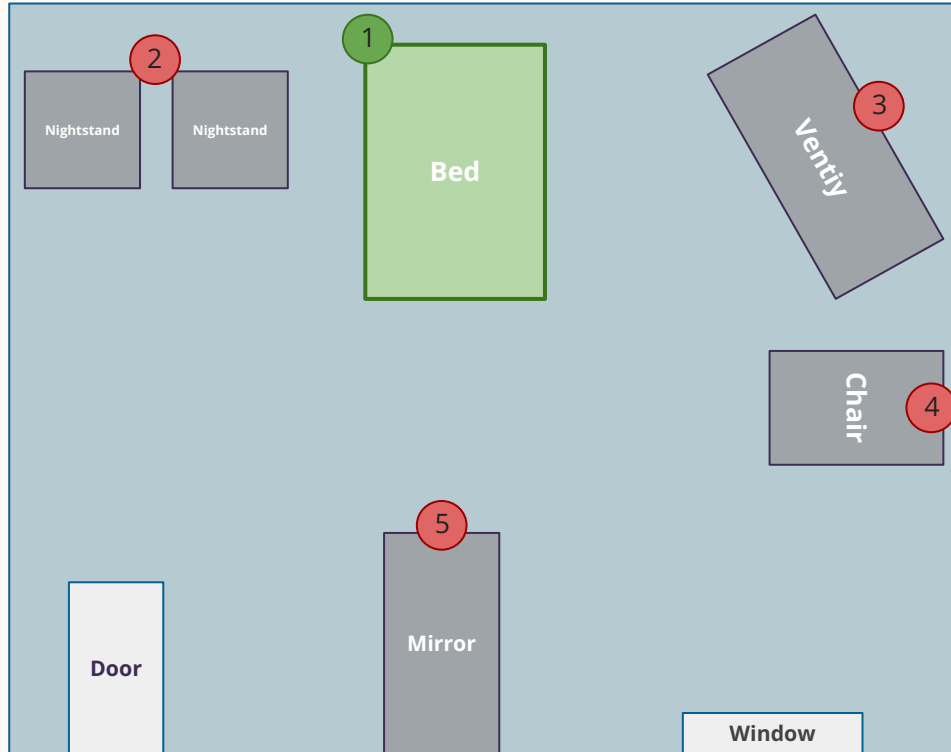 1
2
Nightstand
Nightstand
Bed
3
Ventiy
Chair
4
5
Mirror
Door
Window